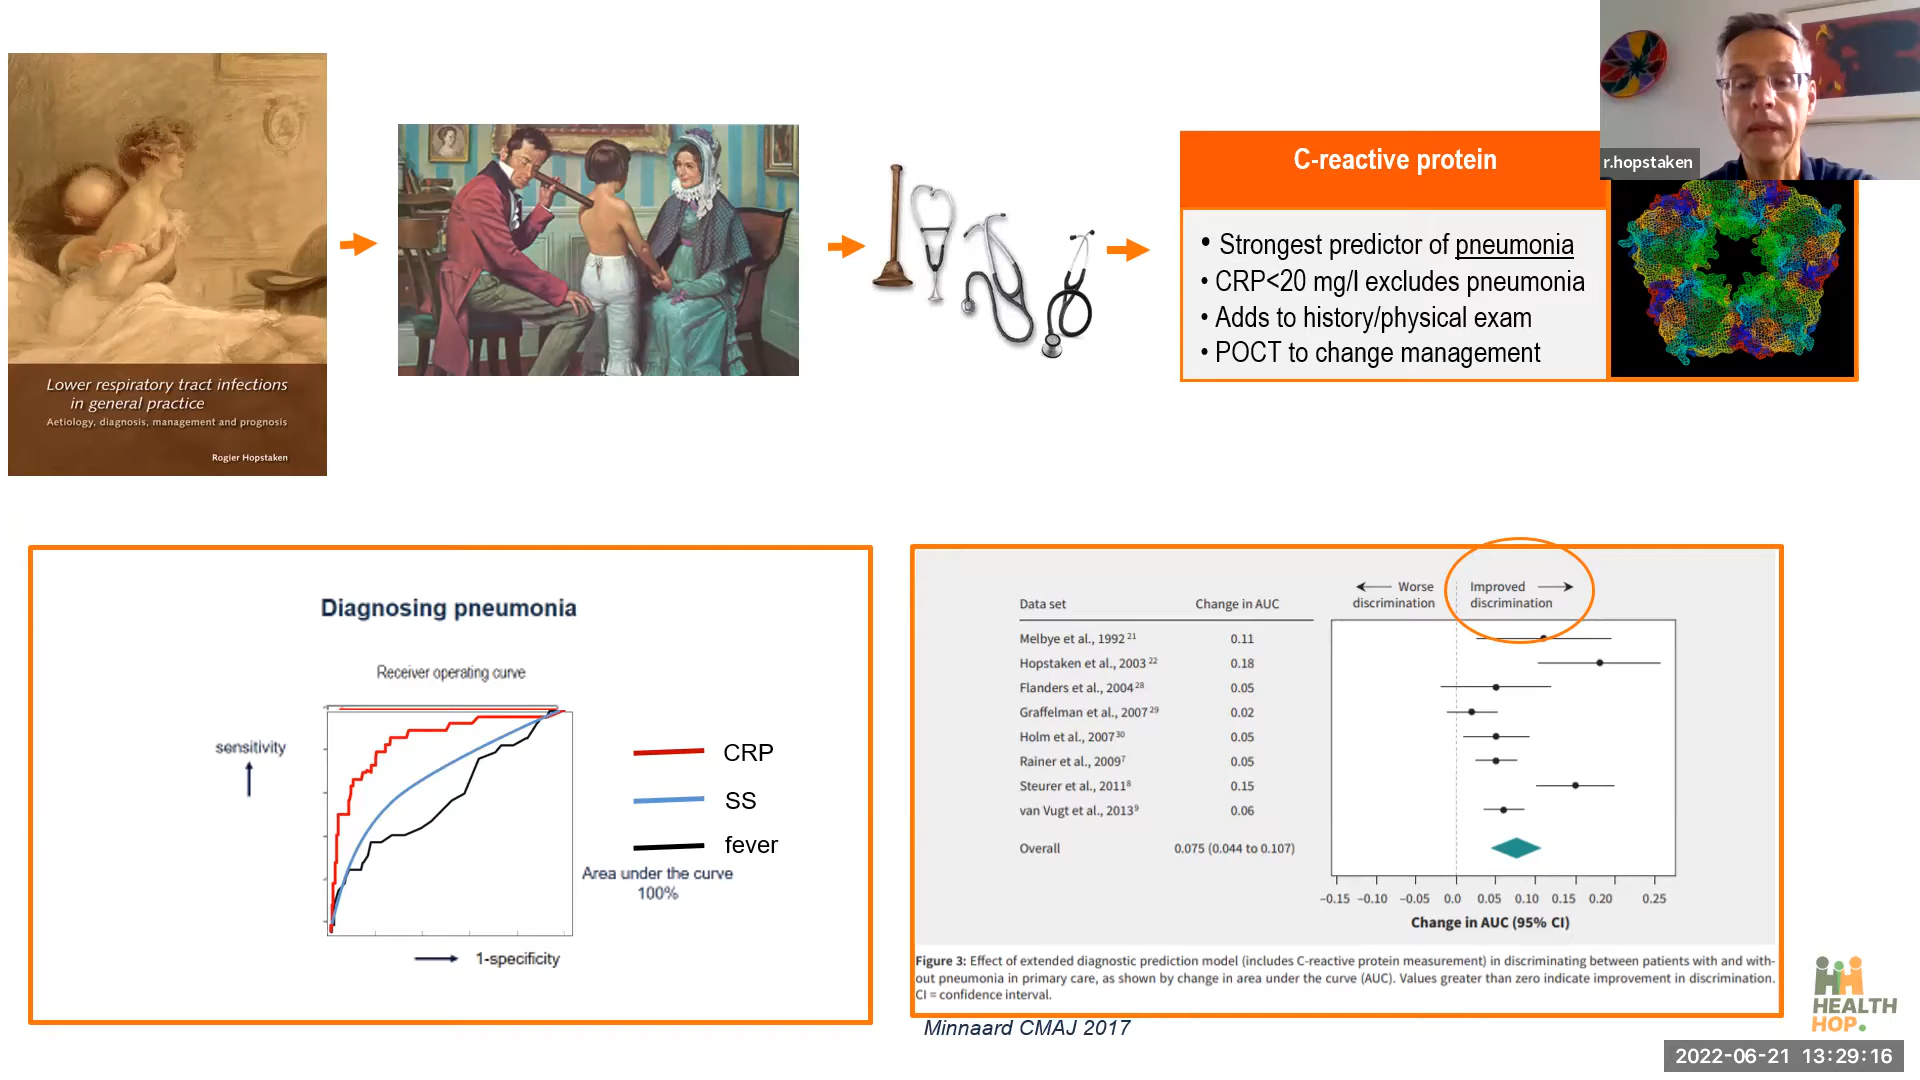 r.hopstaken
Lower respiratory tract infections
in general practice
Aetiology, diagnosis, management and prognosis
Rogier Hopstaken
C-reactive protein
• Strongest predictor of pneumonia
• CRP<20 mg/l excludes pneumonia
• Adds to history/physical exam
• POCT to change management
Diagnosing pneumonia
Receiver operating curve
sensitivity
CRP
SS
fever
Area under the curve
100%
1-specificity
Worse
discrimination
Improved
discrimination
Data set Change in AUC
Melbye et al., 1992 21 0.11
Hopstaken et al., 2003 22 0.18
Flanders et al., 2004 28 0.05
Graffelman et al., 2007 29 0.02
Holm et al., 2007 30 0.05
Rainer et al., 2009 7 0.05
Steurer et al., 2011 8 0.15
van Vugt et al., 2013 9 0.06
Overall 0.075 (0.044 to 0.107)
−0.15 −0.10 −0.05 0.0 0.05 0.10 0.15 0.20 0.25
Change in AUC (95% CI)
Figure 3: Effect of extended diagnostic prediction model (includes C-reactive protein measurement) in discriminating between patients with and with-
out pneumonia in primary care, as shown by change in area under the curve (AUC). Values greater than zero indicate improvement in discrimination.
CI = confidence interval.
Minnaard CMAJ 2017
HEALTH
HOP.
2022-06-21 13:29:16